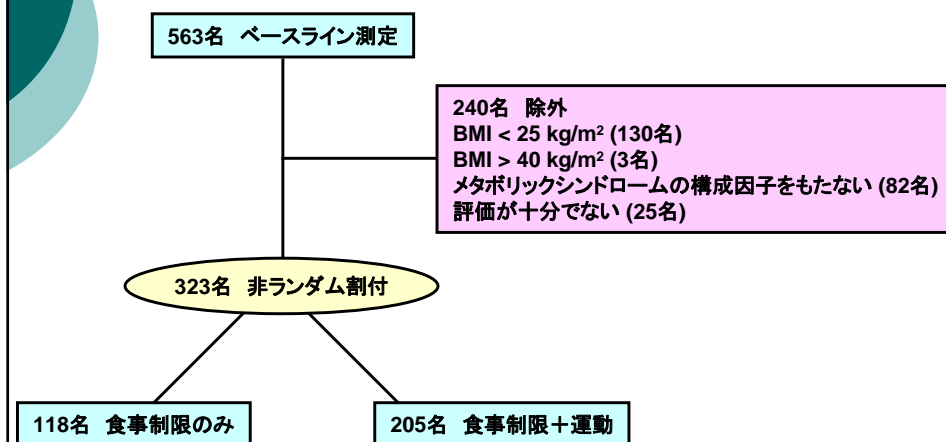 563名 ベースライン測定
240名 除外
BMI < 25 kg/m² (130名)
BMI > 40 kg/m² (3名)
メタボリックシンドロームの構成因子をもたない (82名)
評価が十分でない (25名)
323名 非ランダム割付
118名 食事制限のみ
205名 食事制限＋運動